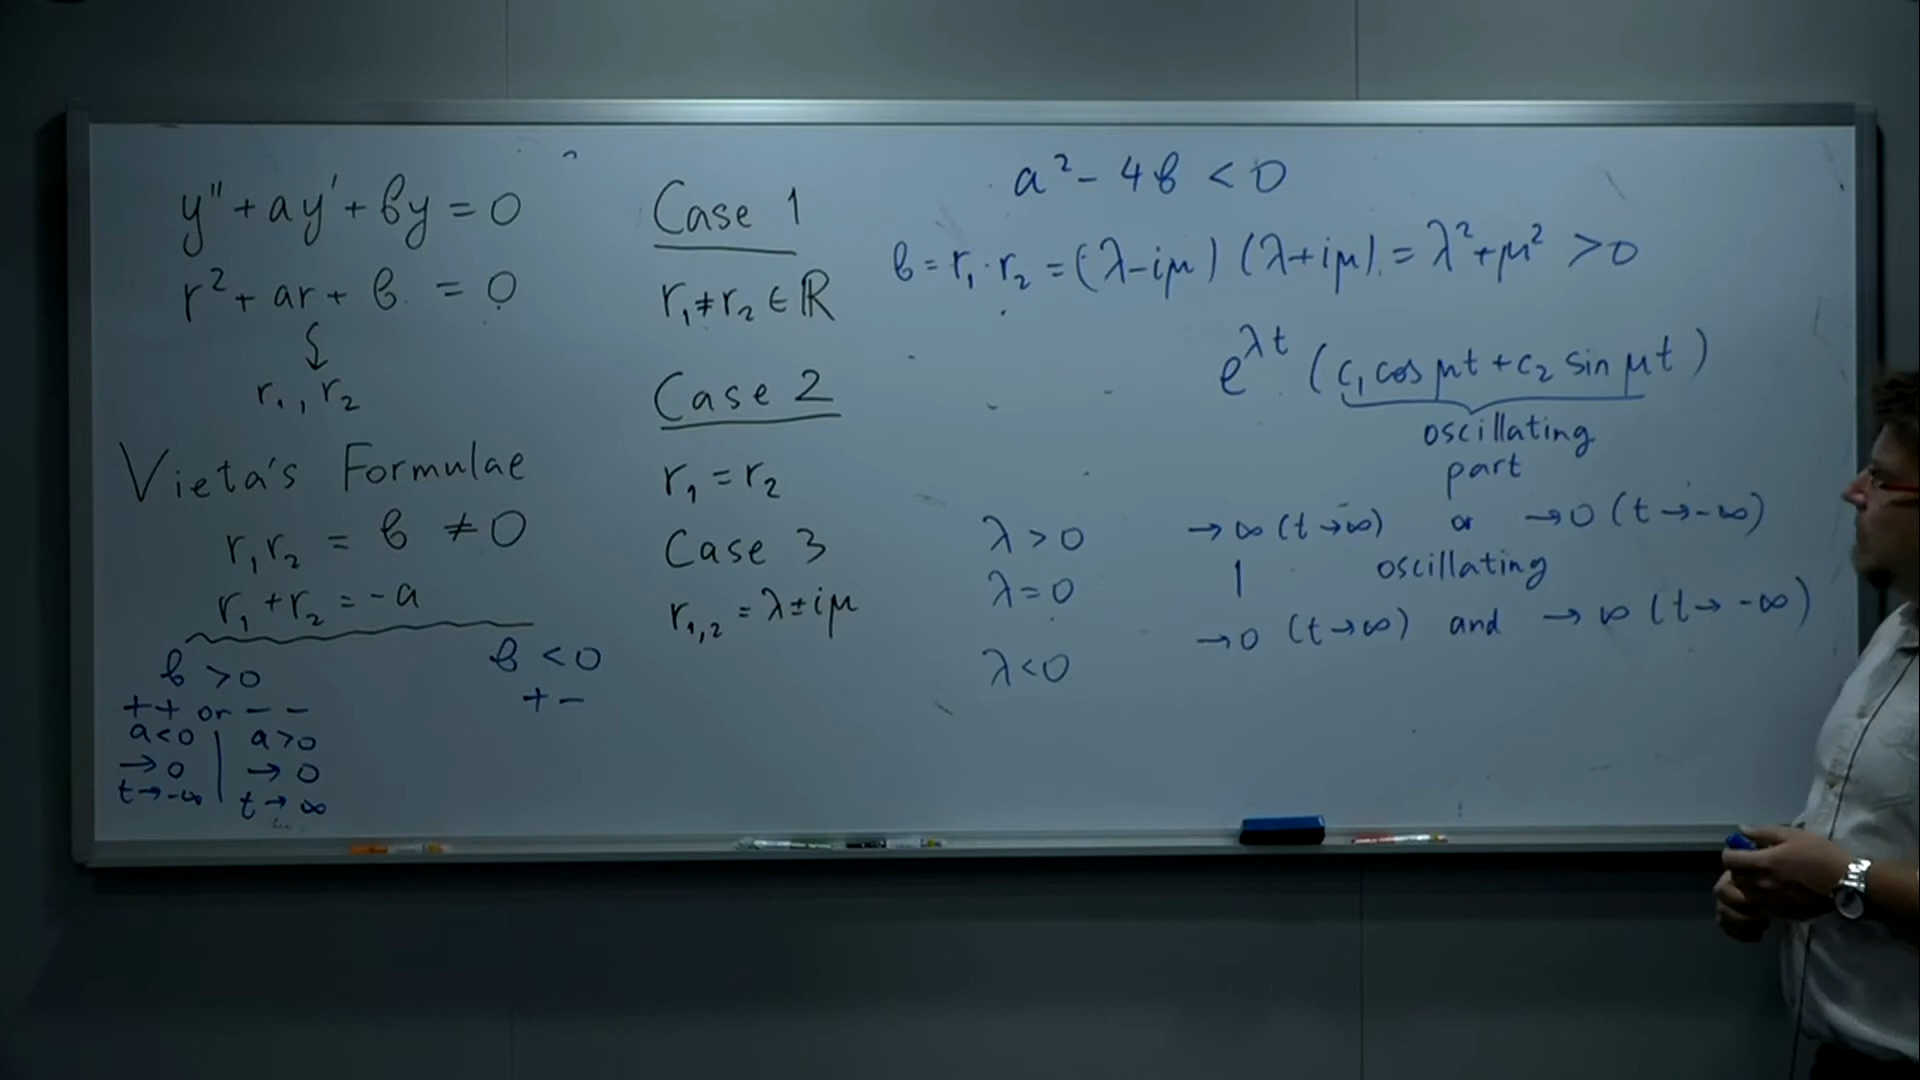 y'' + ay' + by = 0
r² + ar + b = 0
r₁, r₂
Vieta's Formulae
r₁r₂ = b ≠ 0
r₁ + r₂ = -a
b > 0
+ + or - -
a < 0 | a > 0
→ 0 | → 0
t → -∞ | t → ∞
b < 0
+ -
Case 1
r₁ ≠ r₂ ∈ ℝ
Case 2
r₁ = r₂
Case 3
r₁,₂ = λ ± iμ
a² - 4b < 0
b = r₁ · r₂ = (λ - iμ) (λ + iμ) = λ² + μ² > 0
e^λt (c₁ cos μt + c₂ sin μt)
oscillating
part
λ > 0 → ∞ (t → ∞) or → 0 (t → -∞)
λ = 0 1 oscillating
λ < 0 → 0 (t → ∞) and → ∞ (t → -∞)